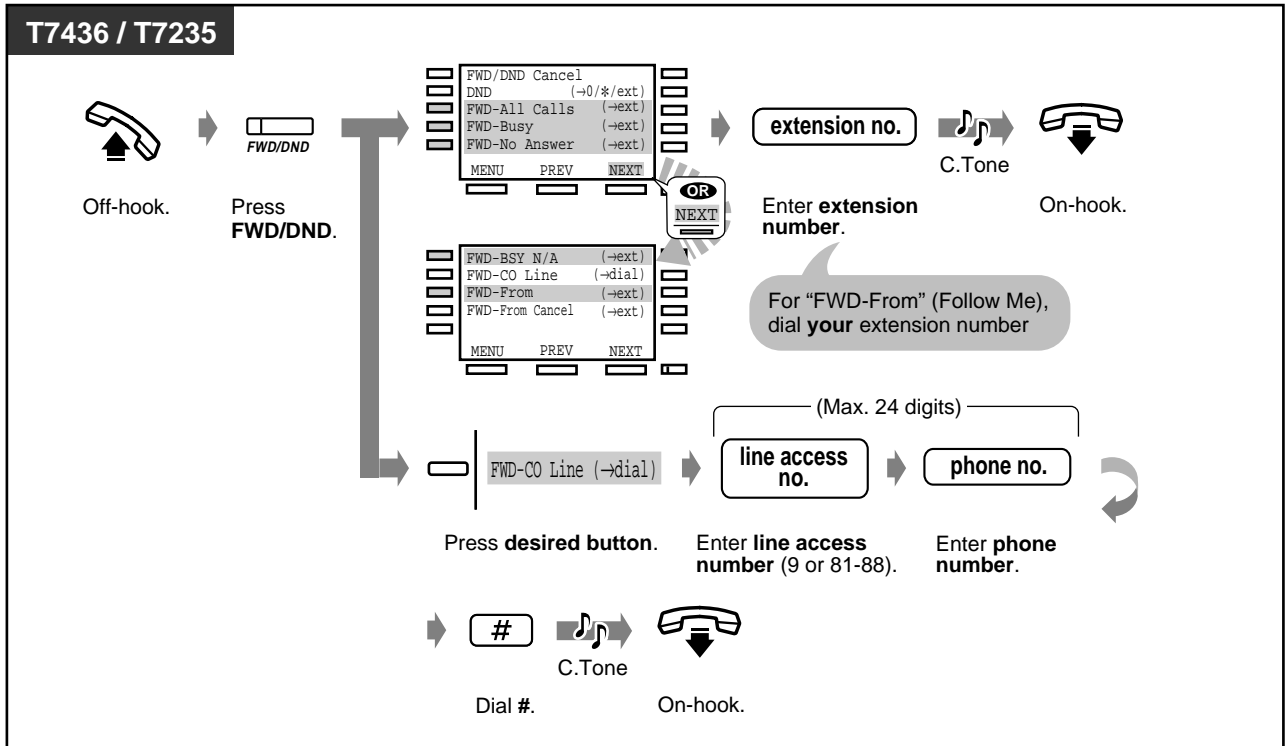 T7436 / T7235
FWD/DND Cancel
DND (→0/*/ext)
FWD-All Calls (→ext)
FWD-Busy (→ext)
FWD-No Answer (→ext)
MENU PREV NEXT
FWD/DND
extension no.
C.Tone
OR
NEXT
Off-hook.
Press
FWD/DND.
Enter extension
number.
On-hook.
FWD-BSY N/A (→ext)
FWD-CO Line (→dial)
FWD-From (→ext)
FWD-From Cancel (→ext)
MENU PREV NEXT
For “FWD-From” (Follow Me),
dial your extension number
(Max. 24 digits)
FWD-CO Line (→dial)
line access
no.
phone no.
Press desired button.
Enter line access
number (9 or 81-88).
Enter phone
number.
#
C.Tone
Dial #.
On-hook.